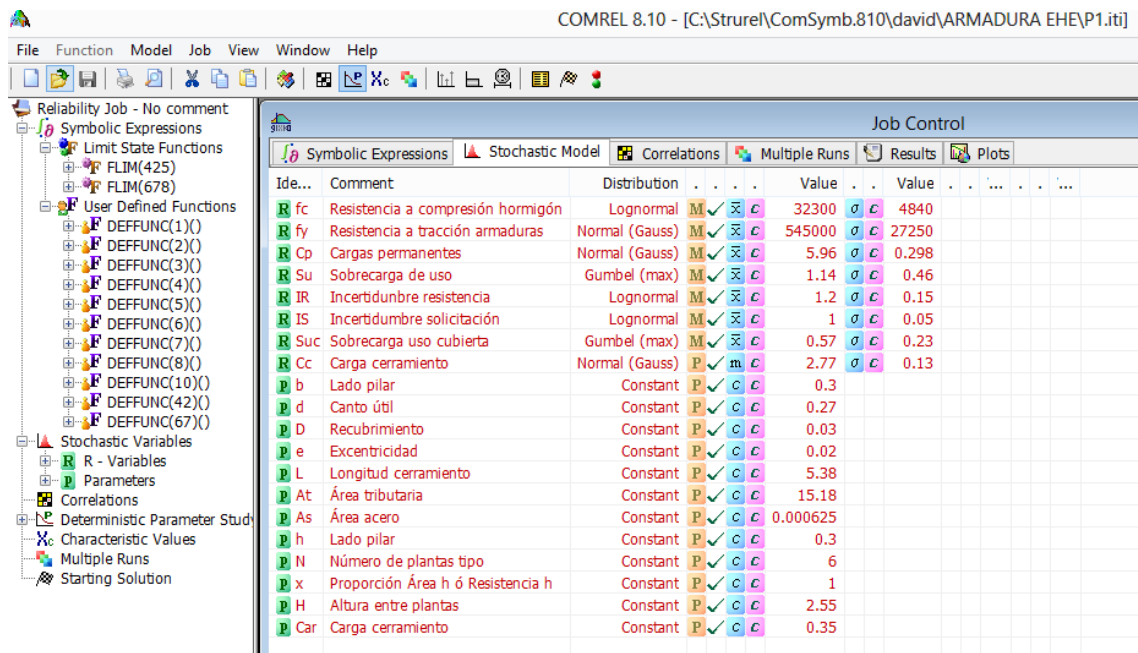 COMREL 8.10 - [C:\Strurel\ComSymb.810\david\ARMADURA EHE\P1.iti]
File Function Model Job View Window Help
Reliability Job - No comment
Symbolic Expressions
Limit State Functions
FLIM(425)
FLIM(678)
User Defined Functions
DEFFUNC(1)()
DEFFUNC(2)()
DEFFUNC(3)()
DEFFUNC(4)()
DEFFUNC(5)()
DEFFUNC(6)()
DEFFUNC(7)()
DEFFUNC(8)()
DEFFUNC(10)()
DEFFUNC(42)()
DEFFUNC(67)()
Stochastic Variables
R R - Variables
P Parameters
Correlations
Deterministic Parameter Study
Characteristic Values
Multiple Runs
Starting Solution
Job Control
Symbolic Expressions Stochastic Model Correlations Multiple Runs Results Plots
Ide... Comment Distribution . . . . Value . . Value . . '... . . '...
R fc Resistencia a compresión hormigón Lognormal M x C 32300 σ C 4840
R fy Resistencia a tracción armaduras Normal (Gauss) M x C 545000 σ C 27250
R Cp Cargas permanentes Normal (Gauss) M x C 5.96 σ C 0.298
R Su Sobrecarga de uso Gumbel (max) M x C 1.14 σ C 0.46
R IR Incertidunbre resistencia Lognormal M x C 1.2 σ C 0.15
R IS Incertidumbre solicitación Lognormal M x C 1 σ C 0.05
R Suc Sobrecarga uso cubierta Gumbel (max) M x C 0.57 σ C 0.23
R Cc Carga cerramiento Normal (Gauss) P m C 2.77 σ C 0.13
P b Lado pilar Constant P C C 0.3
P d Canto útil Constant P C C 0.27
P D Recubrimiento Constant P C C 0.03
P e Excentricidad Constant P C C 0.02
P L Longitud cerramiento Constant P C C 5.38
P At Área tributaria Constant P C C 15.18
P As Área acero Constant P C C 0.000625
P h Lado pilar Constant P C C 0.3
P N Número de plantas tipo Constant P C C 6
P x Proporción Área h ó Resistencia h Constant P C C 1
P H Altura entre plantas Constant P C C 2.55
P Car Carga cerramiento Constant P C C 0.35